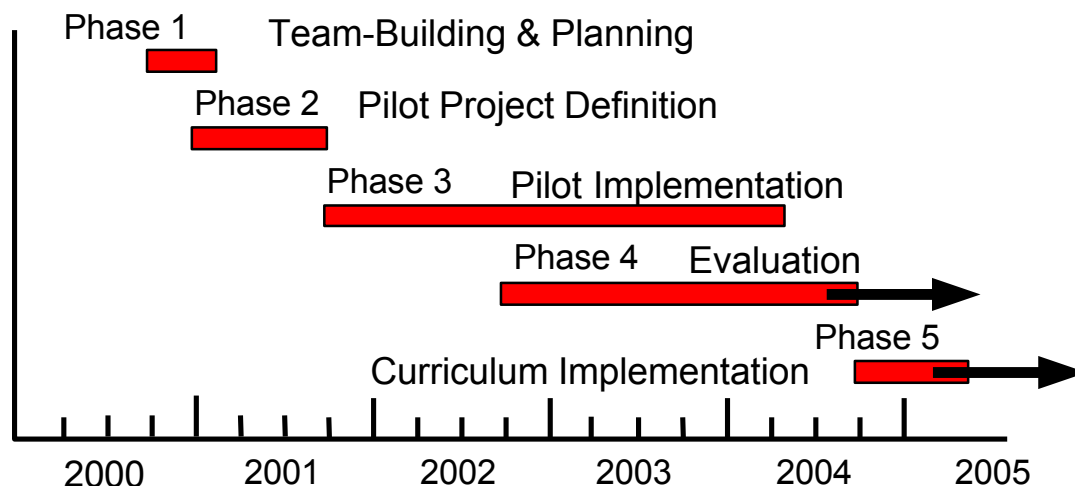 Phase 1 Team-Building & Planning
Phase 2 Pilot Project Definition
Phase 3 Pilot Implementation
Phase 4 Evaluation
Phase 5
Curriculum Implementation
2000 2001 2002 2003 2004 2005